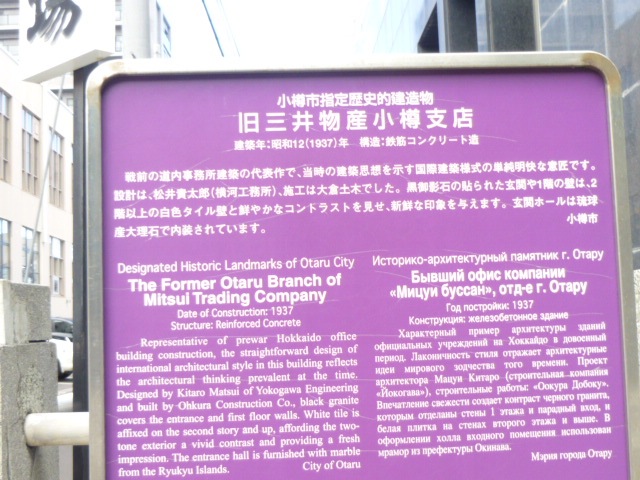 場
小樽市指定歴史的建造物
旧三井物産小樽支店
建築年:昭和12(1937)年 構造:鉄筋コンクリート造
戦前の道内事務所建築の代表作で、当時の建築思想を示す国際建築様式の単純明快な意匠です。
設計は、松井貴太郎(横河工務所)、施工は大倉土木でした。黒御影石の貼られた玄関や1階の壁は、2
階以上の白色タイル壁と鮮やかなコントラストを見せ、新鮮な印象を与えます。玄関ホールは琉球
産大理石で内装されています。
小樽市
Designated Historic Landmarks of Otaru City
The Former Otaru Branch of
Mitsui Trading Company
Date of Construction: 1937
Structure: Reinforced Concrete
Representative of prewar Hokkaido office
building construction, the straightforward design of
international architectural style in this building reflects
the architectural thinking prevalent at the time.
Designed by Kitaro Matsui of Yokogawa Engineering
and built by Ohkura Construction Co., black granite
covers the entrance and first floor walls. White tile is
affixed on the second story and up, affording the two-
tone exterior a vivid contrast and providing a fresh
impression. The entrance hall is furnished with marble
from the Ryukyu Islands.
City of Otaru
Историко-архитектурный памятник г. Отару
Бывший офис компании
«Мицуи буссан», отд-е г. Отару
Год постройки: 1937
Конструкция: железобетонное здание
Характерный пример архитектуры зданий
официальных учреждений на Хоккайдо в довоенный
период. Лаконичность стиля отражает архитектурные
идеи мирового зодчества того времени. Проект
архитектора Мацуи Китаро (строительная компания
«Йокогава»), строительные работы: «Оокура Добоку».
Впечатление свежести создает контраст черного гранита,
которым отделаны стены 1 этажа и парадный вход, и
белая плитка на стенах второго этажа и выше. В
оформлении холла входного помещения использован
мрамор из префектуры Окинава.
Мэрия города Отару